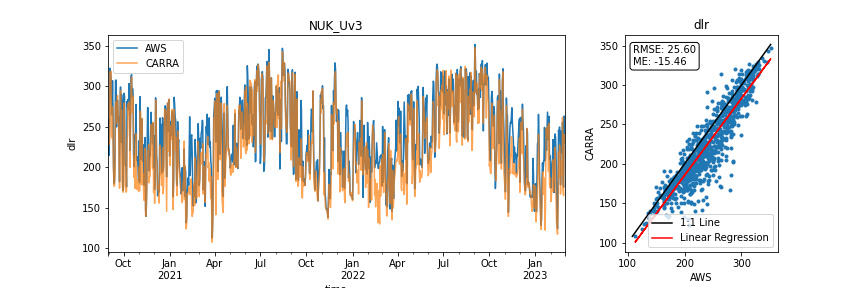 NUK_Uv3
dlr
350
300
250
200
150
100
AWS
CARRA
Oct
Jan
2021
Apr
Jul
Oct
Jan
2022
Apr
Jul
Oct
Jan
2023
dlr
dlr
350
300
250
200
150
100
RMSE: 25.60
ME: -15.46
CARRA
1:1 Line
Linear Regression
100
200
300
AWS